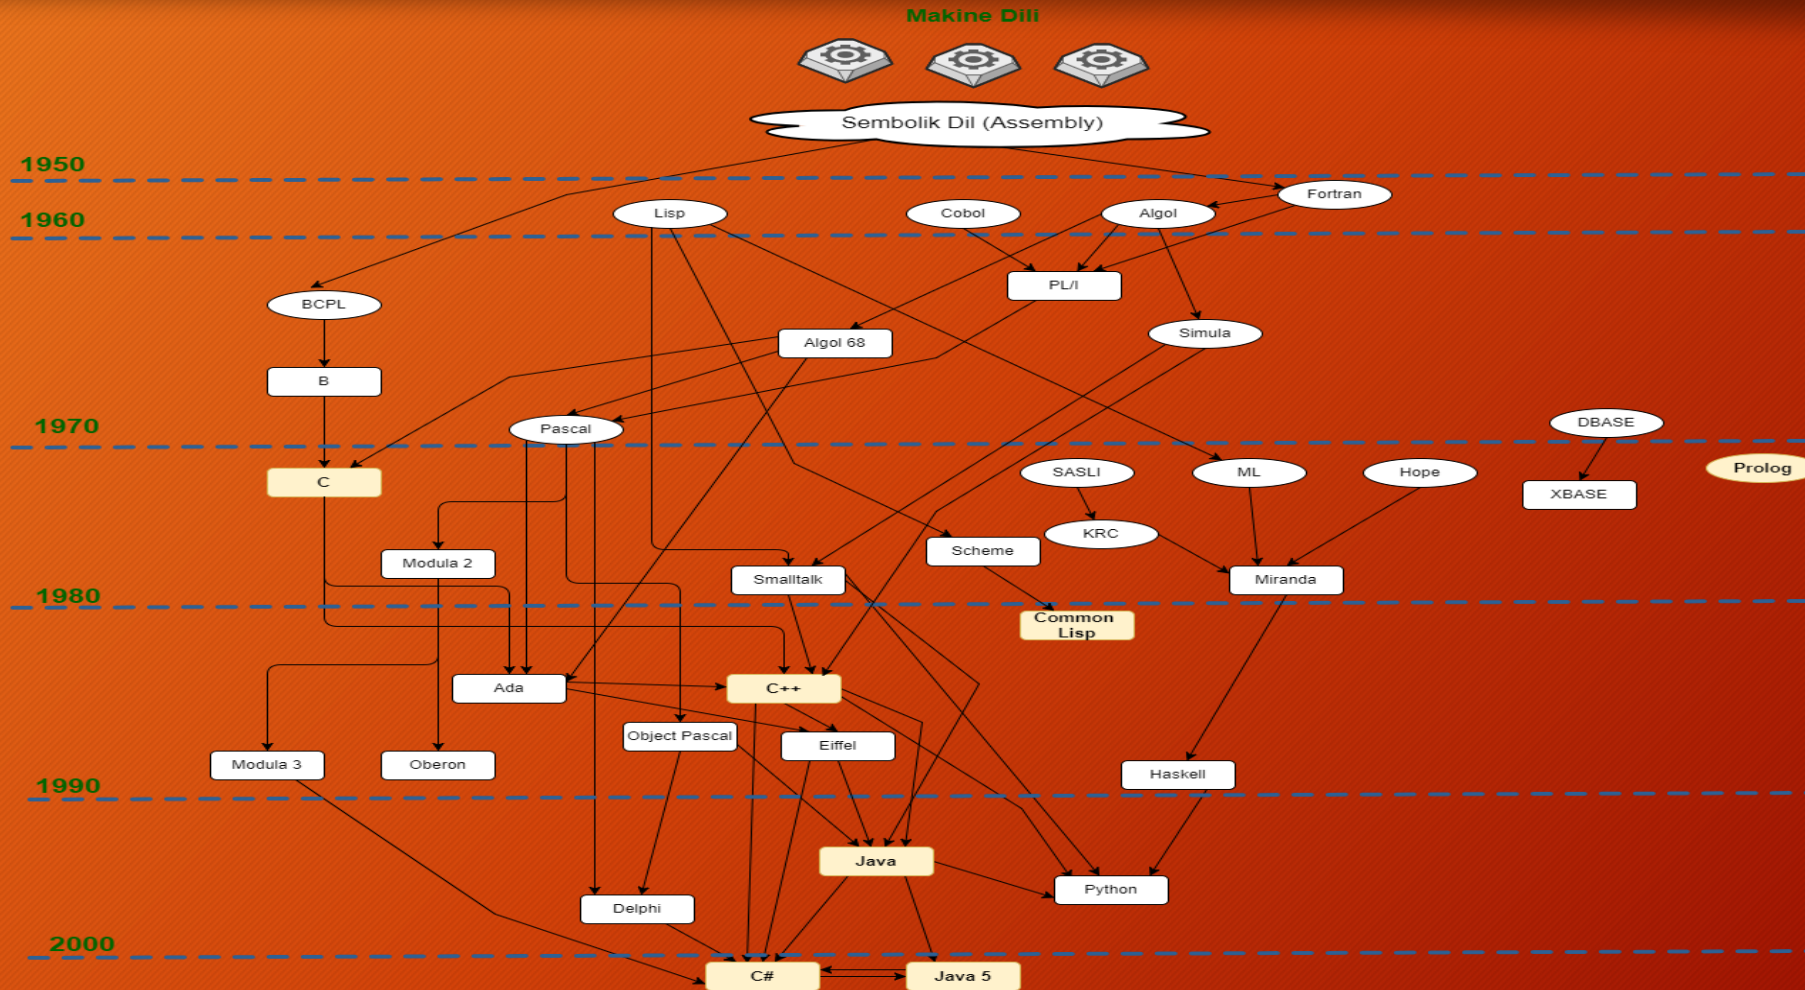 Makine Dili
Sembolik Dil (Assembly)
1950
Fortran
1960
Lisp
Cobol
Algol
PL/I
BCPL
Simula
Algol 68
B
1970
Pascal
DBASE
C
SASLI
ML
Hope
Prolog
XBASE
KRC
Scheme
Modula 2
Smalltalk
Miranda
1980
Common
Lisp
Ada
C++
Object Pascal
Eiffel
Modula 3
Oberon
Haskell
1990
Java
Python
Delphi
2000
C#
Java 5